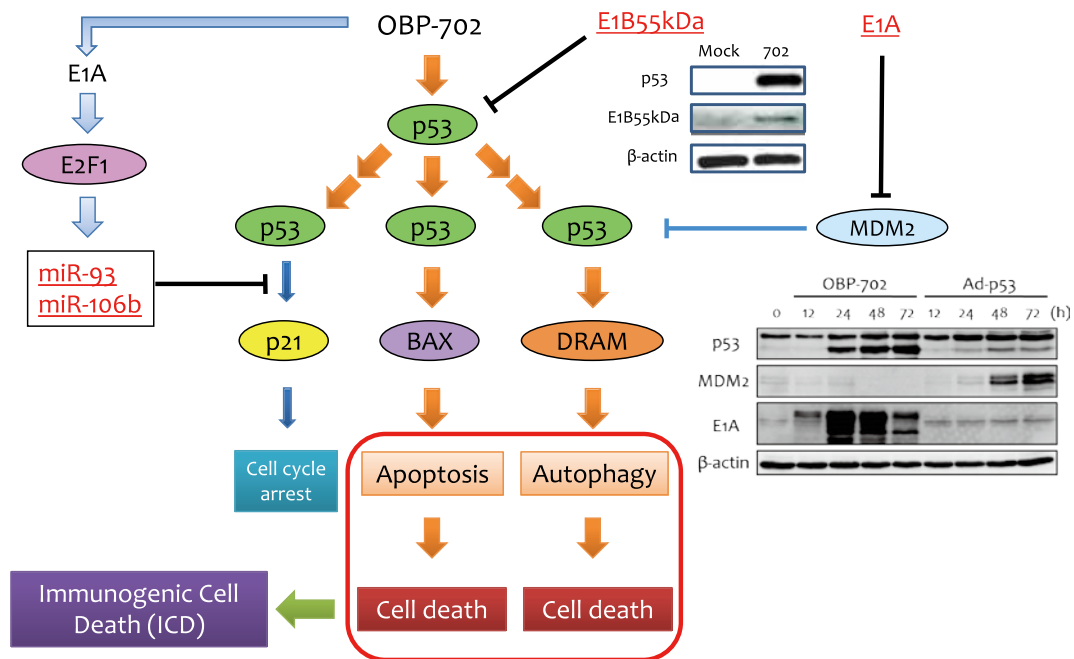 OBP-702
E1B55kDa
E1A
E1A
E2F1
miR-93
miR-106b
p53
p53
p53
p53
p21
BAX
DRAM
MDM2
Cell cycle
arrest
Apoptosis
Autophagy
Cell death
Cell death
Immunogenic Cell
Death (ICD)
Mock 702
p53
E1B55kDa
β-actin
OBP-702 Ad-p53
0 12 24 48 72 12 24 48 72 (h)
p53
MDM2
E1A
β-actin